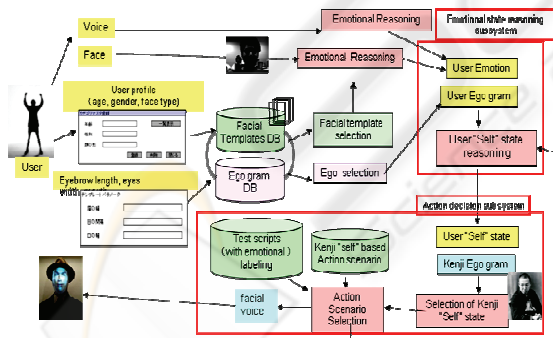 Voice
Face
Emotional Reasoning
Emotional Reasoning
Emotional state reasoning
subsystem
User Emotion
User Ego gram
User "Self" state
reasoning
User profile
(age, gender, face type)
User
Eyebrow length, eyes
Facial
Templates DB
Ego gram
DB
Facial template
selection
Ego selection
Action decision subsystem
User "Self" state
Kenji Ego gram
Selection of Kenji
"Self" state
Test scripts
(with emotional)
labeling
Kenji "self" based
Action scenario
facial
voice
Action
Scenario
Selection